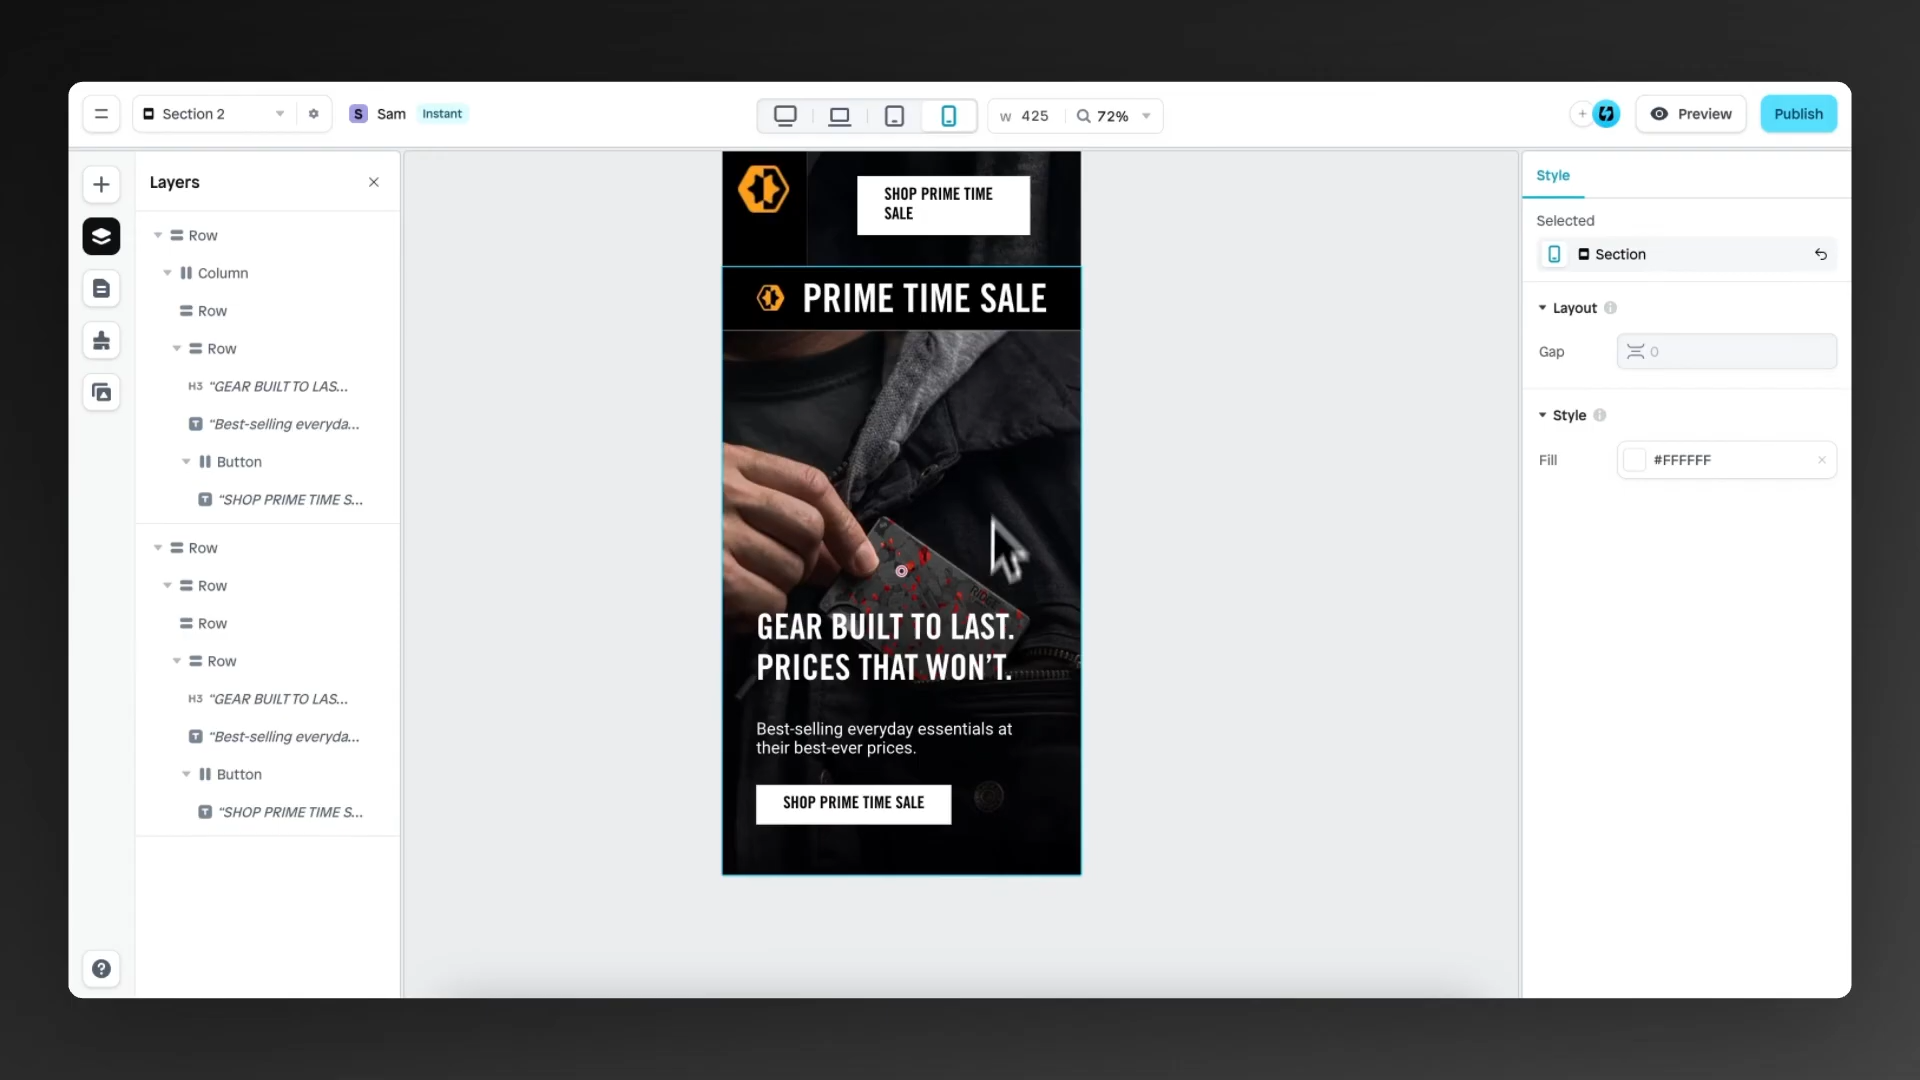 Section 2
S
Sam
Instant
W 425
72%
+
Preview
Publish
Layers
Row
Column
Row
Row
H3 “GEAR BUILT TO LAS...
T “Best-selling everyda...
Button
T “SHOP PRIME TIME S...
Row
Row
Row
Row
H3 “GEAR BUILT TO LAS...
T “Best-selling everyda...
Button
T “SHOP PRIME TIME S...
SHOP PRIME TIME
SALE
PRIME TIME SALE
GEAR BUILT TO LAST.
PRICES THAT WON’T.
Best-selling everyday essentials at
their best-ever prices.
SHOP PRIME TIME SALE
Style
Selected
Section
Layout
Gap
0
Style
Fill
#FFFFFF